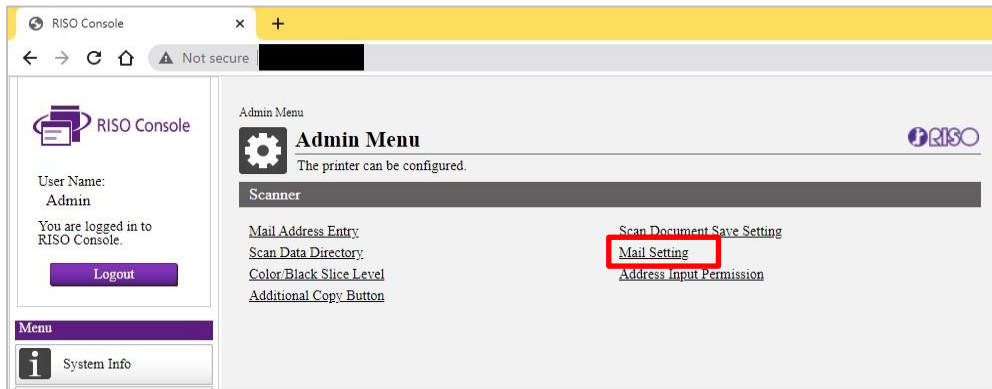 RISO Console
Not secure
RISO Console
User Name:
Admin
You are logged in to
RISO Console.
Logout
Menu
System Info
Admin Menu
Admin Menu
RISO
The printer can be configured.
Scanner
Mail Address Entry
Scan Document Save Setting
Scan Data Directory
Mail Setting
Color/Black Slice Level
Address Input Permission
Additional Copy Button